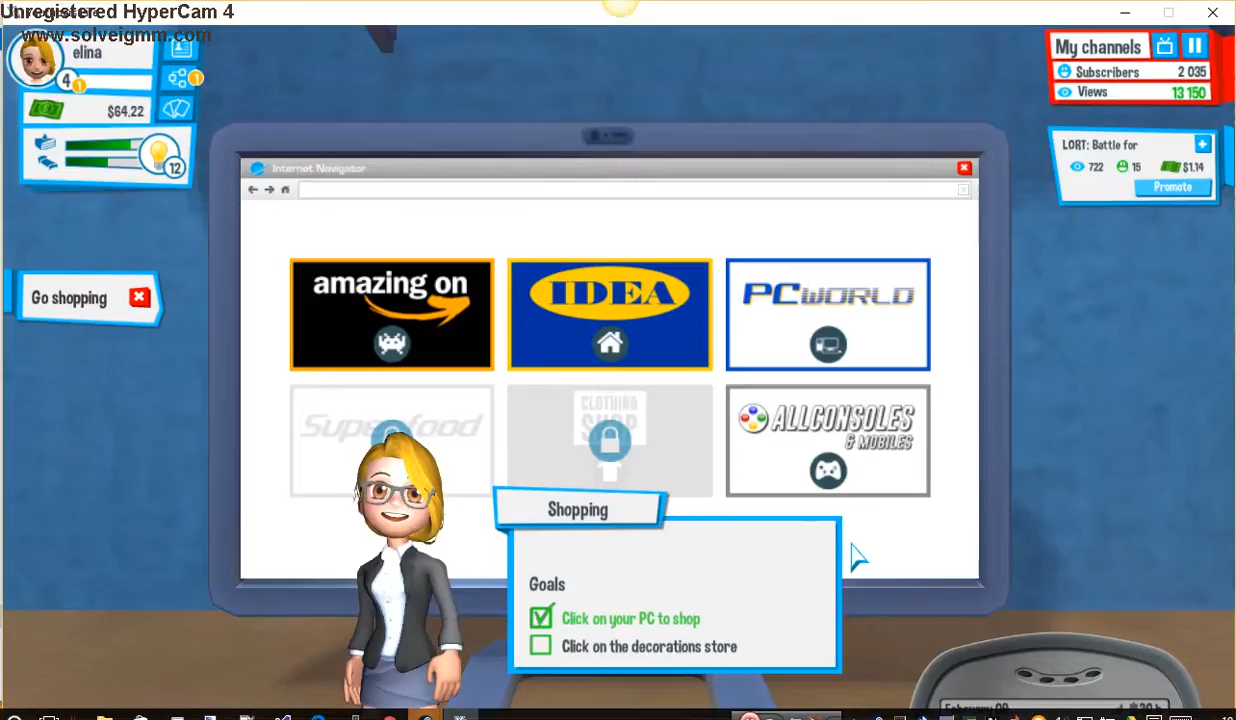 Unregistered HyperCam 4
www.solveigmm.com
elina
4
1
1
$64.22
12
My channels
Subscribers 2 035
Views 13 150
LORT: Battle for
722 15 $1.14
Promote
Internet Navigator
Go shopping
amazing on
IDEA
PCWORLD
CLOTHING
SHOP
ALLCONSOLES
& MOBILES
Shopping
Goals
Click on your PC to shop
Click on the decorations store